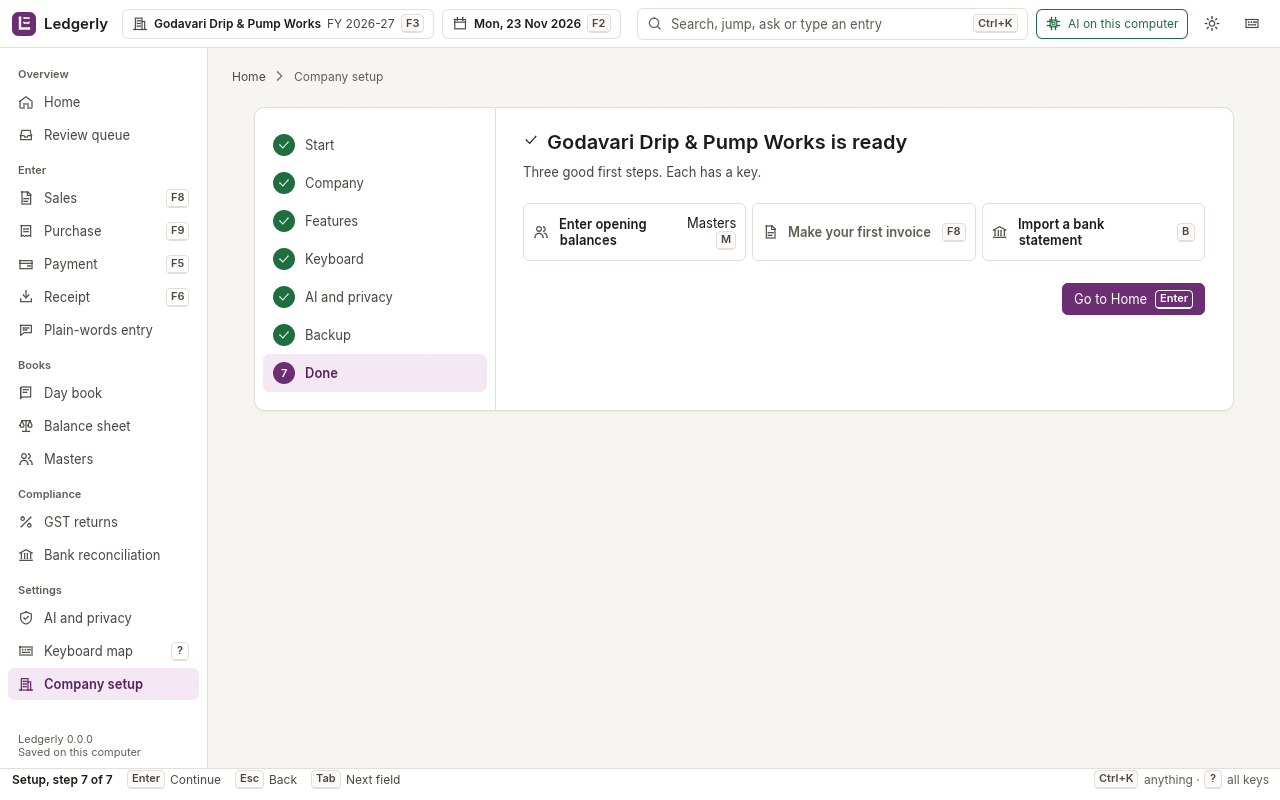 Ledgerly
Godavari Drip & Pump Works FY 2026-27 F3
Mon, 23 Nov 2026 F2
Search, jump, ask or type an entry Ctrl+K
AI on this computer
Overview
Home
Review queue
Enter
Sales F8
Purchase F9
Payment F5
Receipt F6
Plain-words entry
Books
Day book
Balance sheet
Masters
Compliance
GST returns
Bank reconciliation
Settings
AI and privacy
Keyboard map ?
Company setup
Ledgerly 0.0.0
Saved on this computer
Home Company setup
Start
Company
Features
Keyboard
AI and privacy
Backup
7 Done
Godavari Drip & Pump Works is ready
Three good first steps. Each has a key.
Enter opening balances Masters M
Make your first invoice F8
Import a bank statement B
Go to Home Enter
Setup, step 7 of 7 Enter Continue Esc Back Tab Next field
Ctrl+K anything · ? all keys